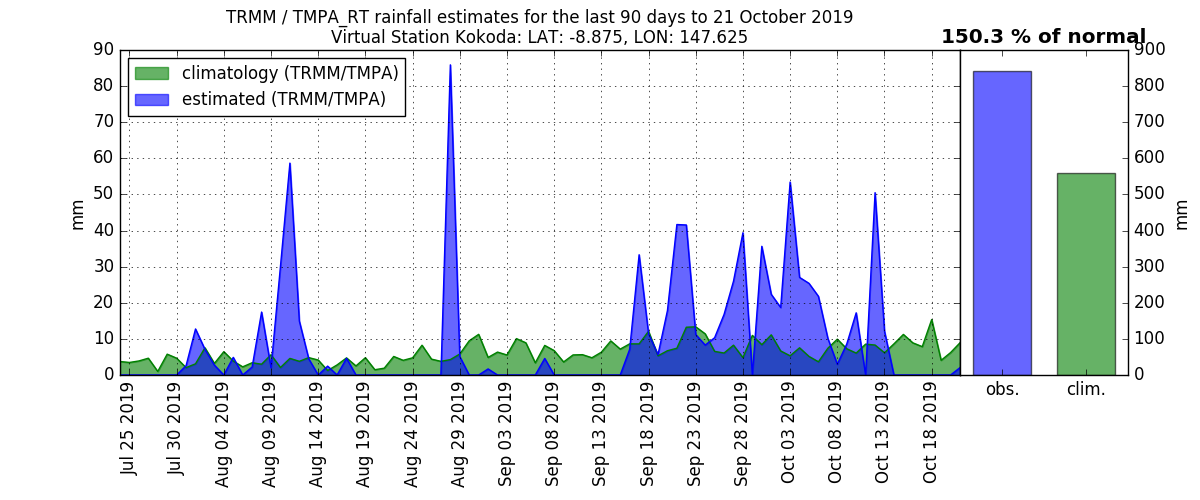 TRMM / TMPA_RT rainfall estimates for the last 90 days to 21 October 2019
Virtual Station Kokoda: LAT: -8.875, LON: 147.625
150.3 % of normal
climatology (TRMM/TMPA)
estimated (TRMM/TMPA)
90
80
70
60
50
40
30
20
10
0
mm
Jul 25 2019
Jul 30 2019
Aug 04 2019
Aug 09 2019
Aug 14 2019
Aug 19 2019
Aug 24 2019
Aug 29 2019
Sep 03 2019
Sep 08 2019
Sep 13 2019
Sep 18 2019
Sep 23 2019
Sep 28 2019
Oct 03 2019
Oct 08 2019
Oct 13 2019
Oct 18 2019
obs.
clim.
900
800
700
600
500
400
300
200
100
0
mm